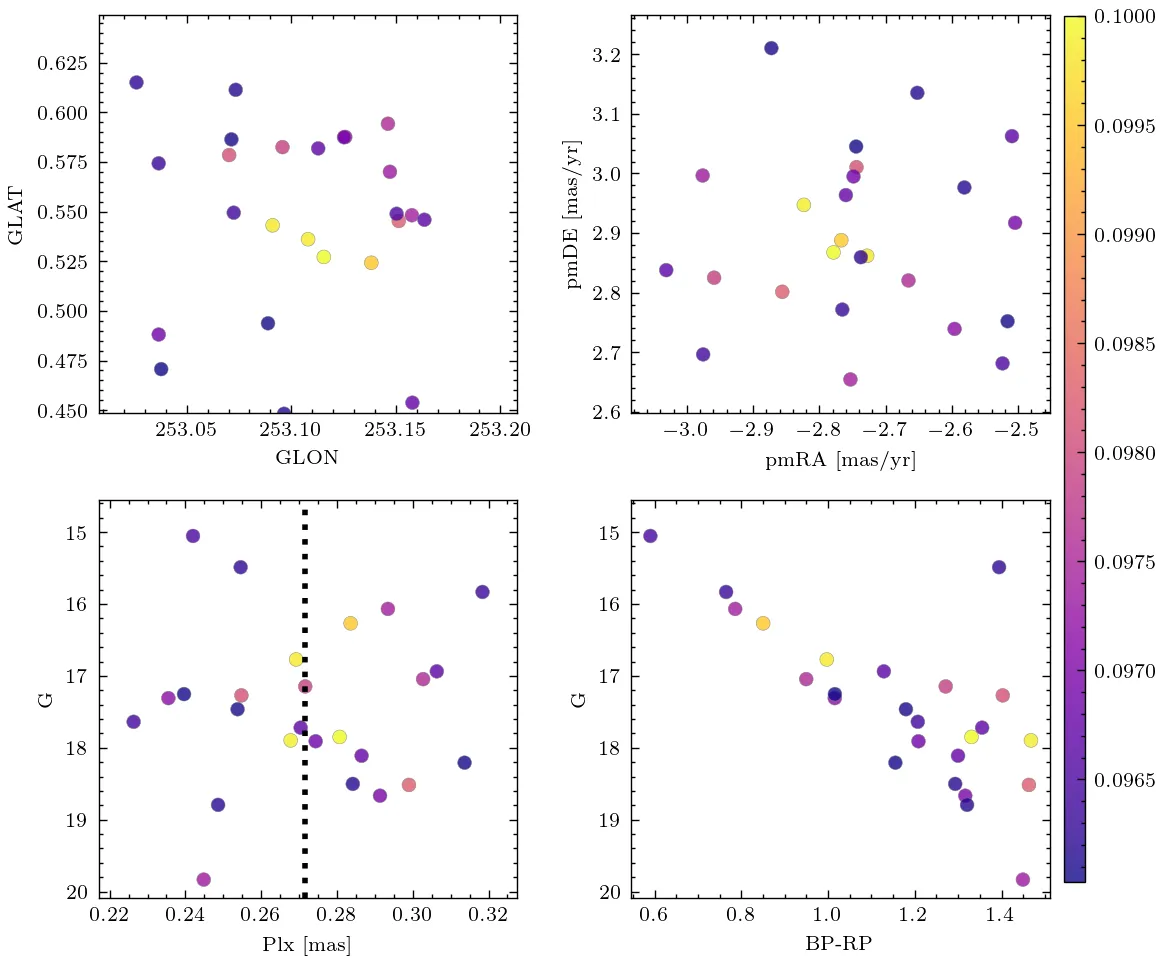 0.625
0.600
0.575
0.550
0.525
0.500
0.475
0.450
GLAT
253.05 253.10 253.15 253.20
GLON
3.2
3.1
3.0
2.9
2.8
2.7
2.6
pmDE [mas/yr]
−3.0 −2.9 −2.8 −2.7 −2.6 −2.5
pmRA [mas/yr]
0.1000
0.0995
0.0990
0.0985
0.0980
0.0975
0.0970
0.0965
15
16
17
18
19
20
G
0.22 0.24 0.26 0.28 0.30 0.32
Plx [mas]
15
16
17
18
19
20
G
0.6 0.8 1.0 1.2 1.4
BP-RP